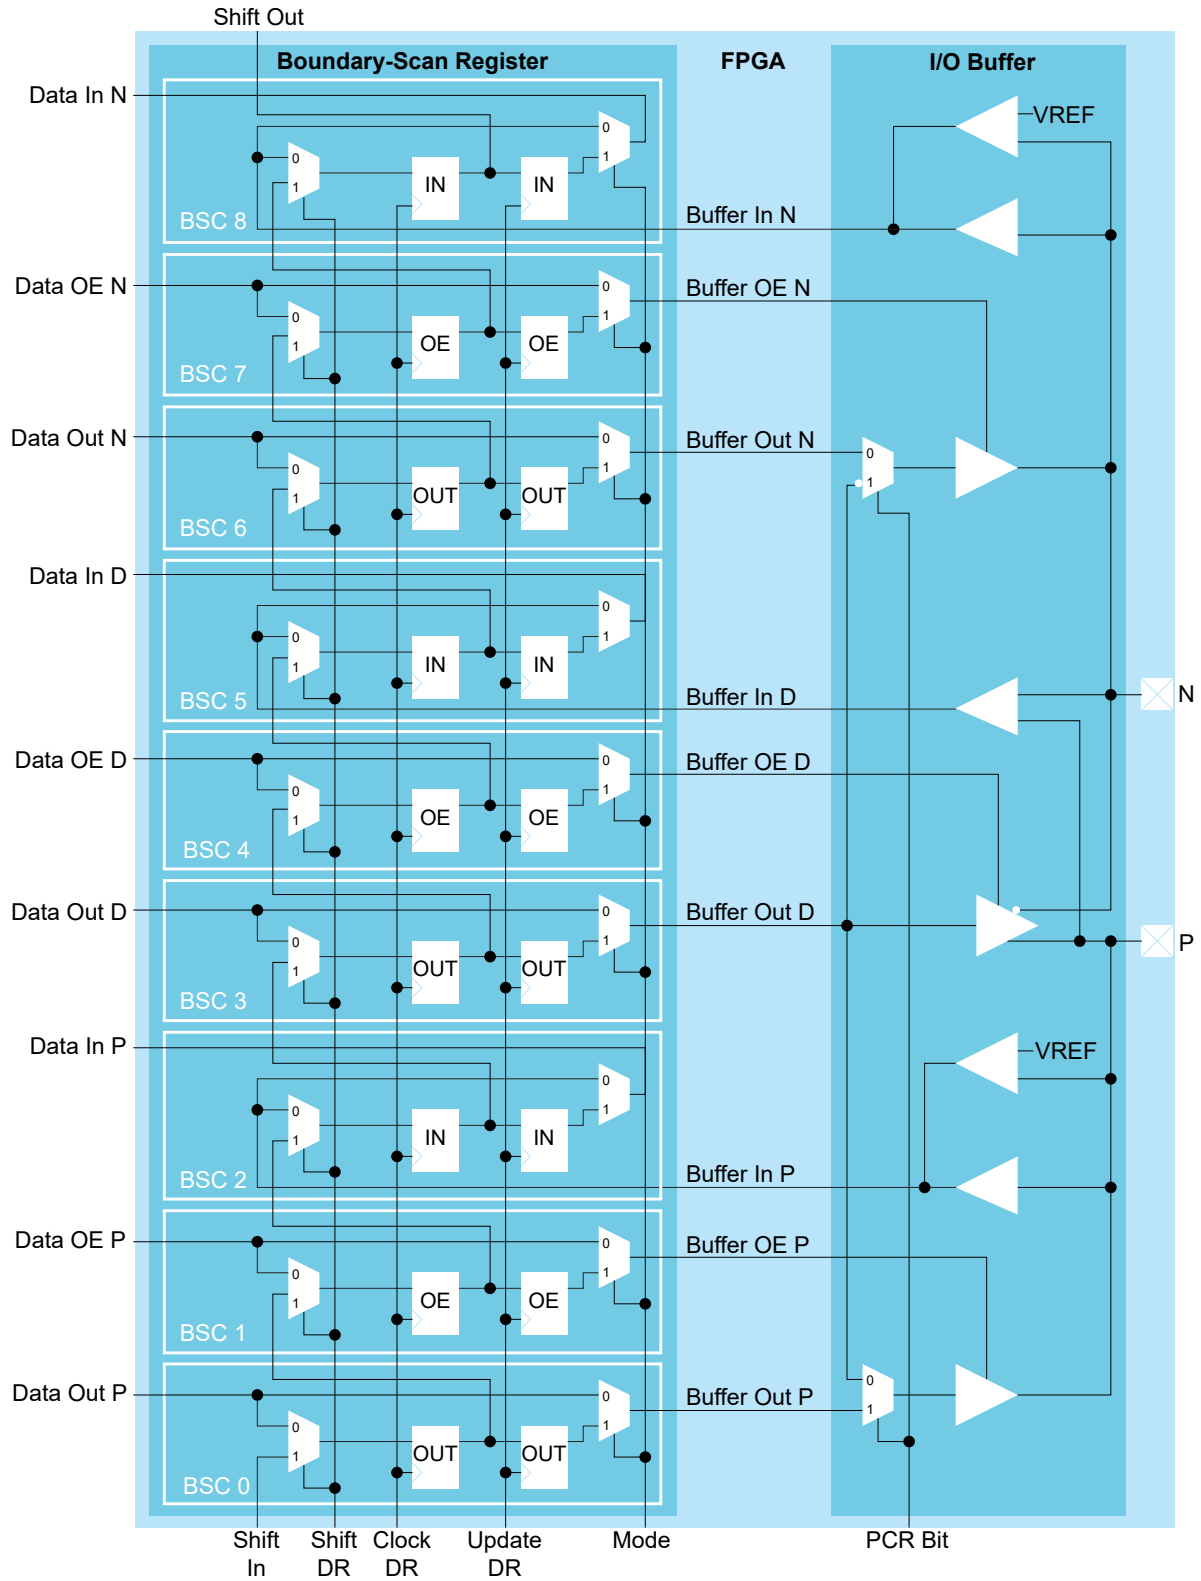 Shift Out
Boundary-Scan Register
FPGA
I/O Buffer
Data In N
0
VREF
0
1
IN
IN
1
BSC 8
Buffer In N
Data OE N
0
Buffer OE N
0
1
OE
OE
1
BSC 7
Data Out N
0
Buffer Out N
0
0
1
OUT
OUT
1
1
BSC 6
Data In D
0
0
1
IN
IN
1
BSC 5
Buffer In D
N
Data OE D
0
Buffer OE D
0
1
OE
OE
1
BSC 4
Data Out D
0
Buffer Out D
0
1
OUT
OUT
1
P
BSC 3
Data In P
VREF
0
0
1
IN
IN
1
BSC 2
Buffer In P
Data OE P
0
Buffer OE P
0
1
OE
OE
1
BSC 1
Data Out P
0
Buffer Out P
0
1
0
1
OUT
OUT
1
BSC 0
Shift
In
Shift
DR
Clock
DR
Update
DR
Mode
PCR Bit